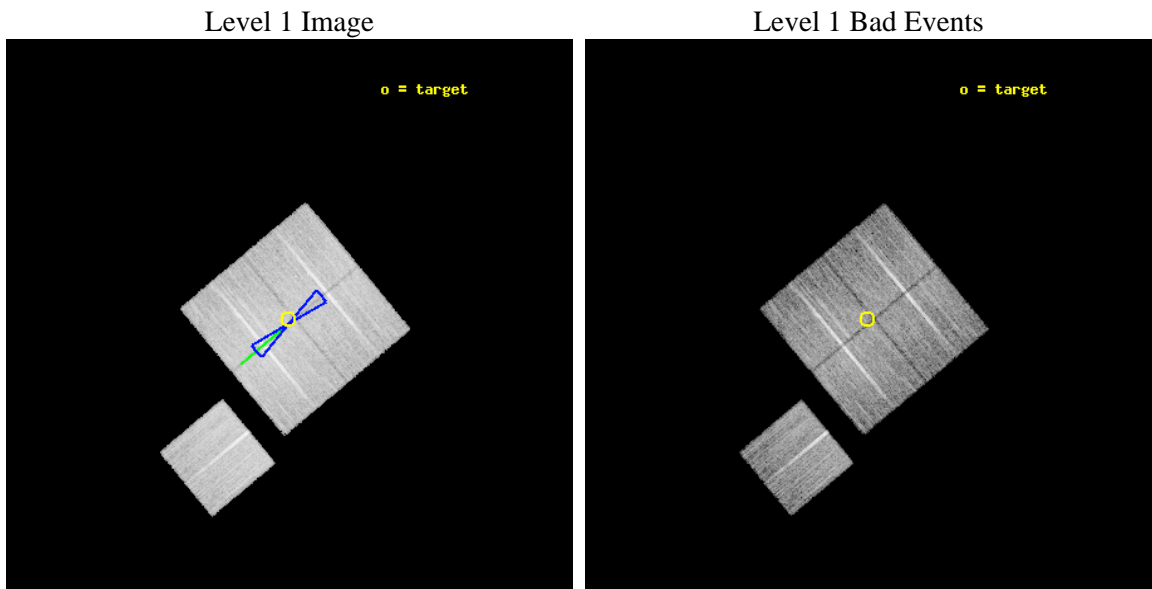 Level 1 Image
Level 1 Bad Events
o = target
o = target